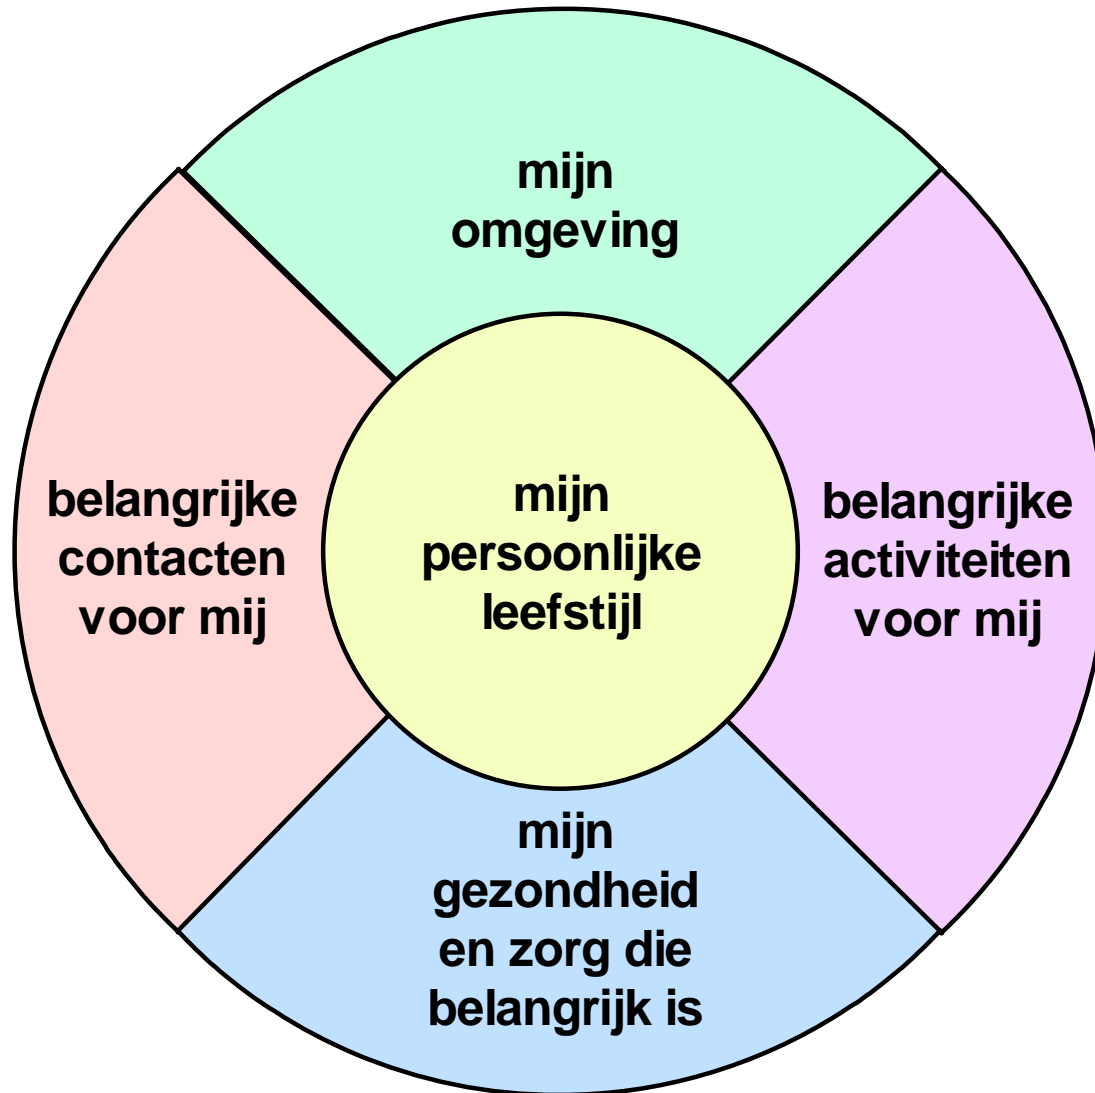 mijn
omgeving
belangrijke
contacten
voor mij
mijn
persoonlijke
leefstijl
belangrijke
activiteiten
voor mij
mijn
gezondheid
en zorg die
belangrijk is